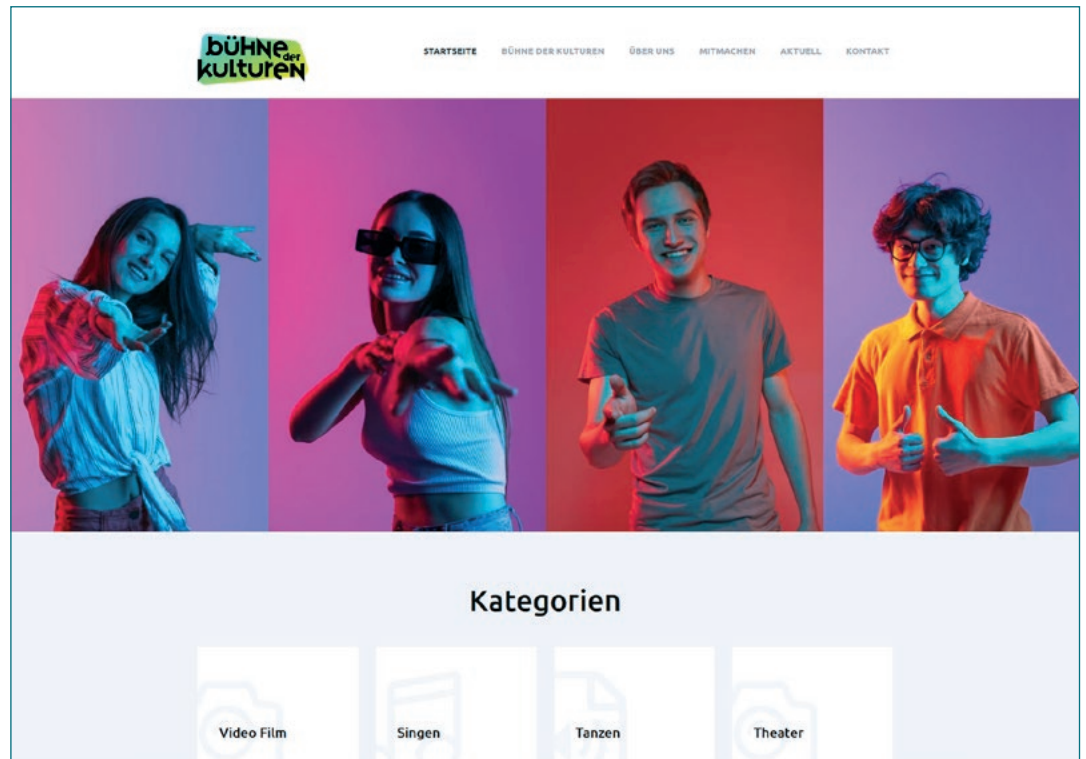 bühne der
kulturen
STARTSEITE BÜHNE DER KULTUREN ÜBER UNS MITMACHEN AKTUELL KONTAKT
Kategorien
Video Film Singen Tanzen Theater